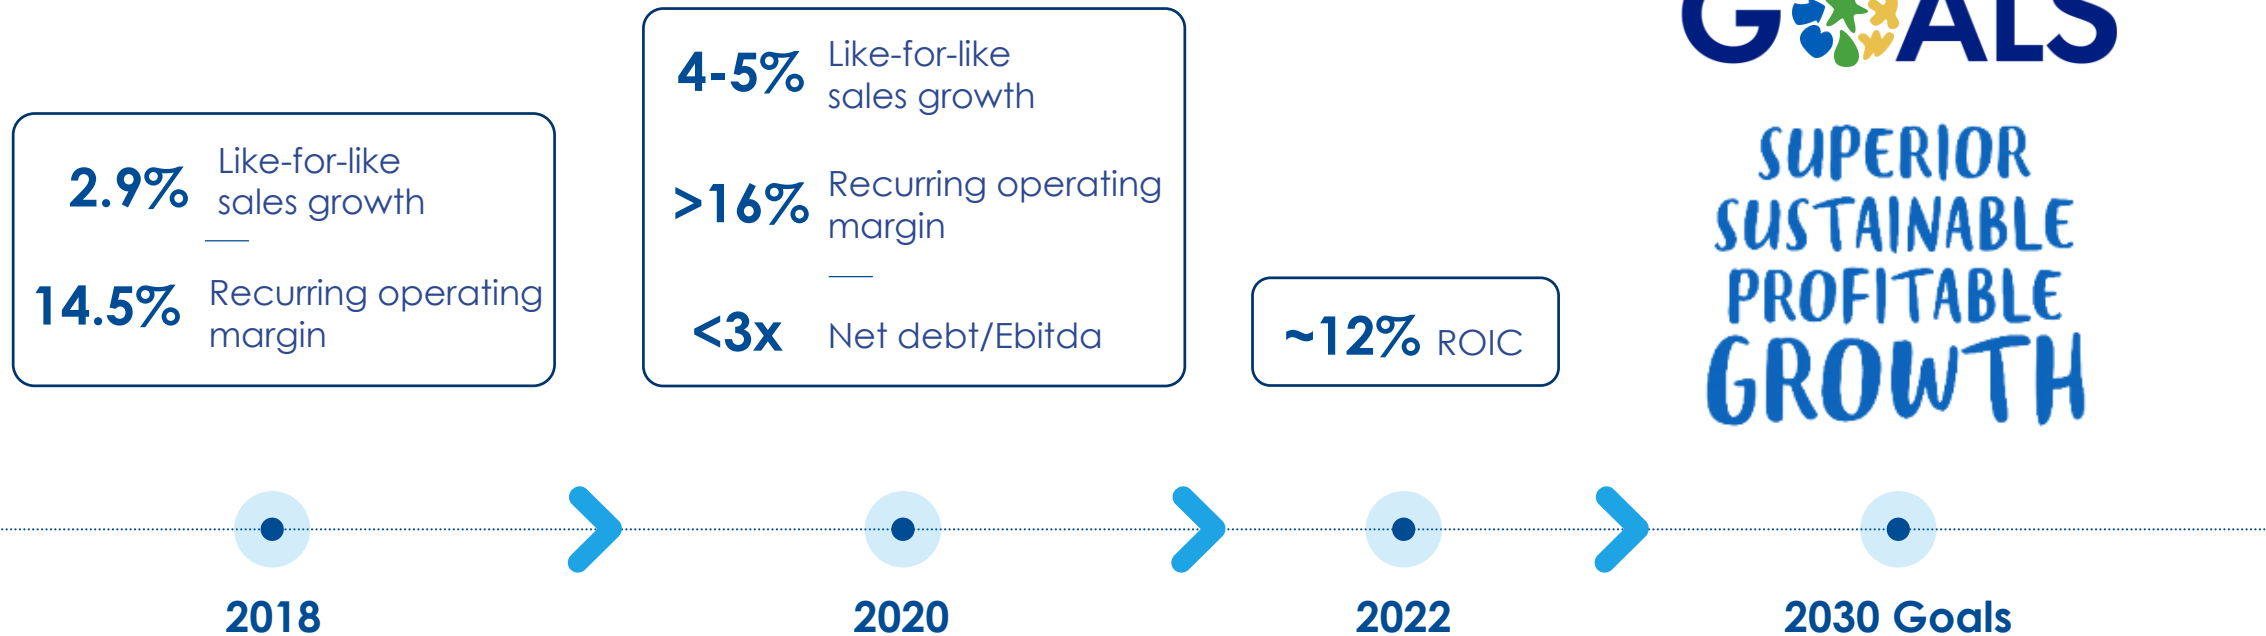 GOALS
4-5% Like-for-like
sales growth
>16% Recurring operating
margin
<3x Net debt/Ebitda
2.9% Like-for-like
sales growth
14.5% Recurring operating
margin
~12% ROIC
SUPERIOR
SUSTAINABLE
PROFITABLE
GROWTH
2018
2020
2022
2030 Goals